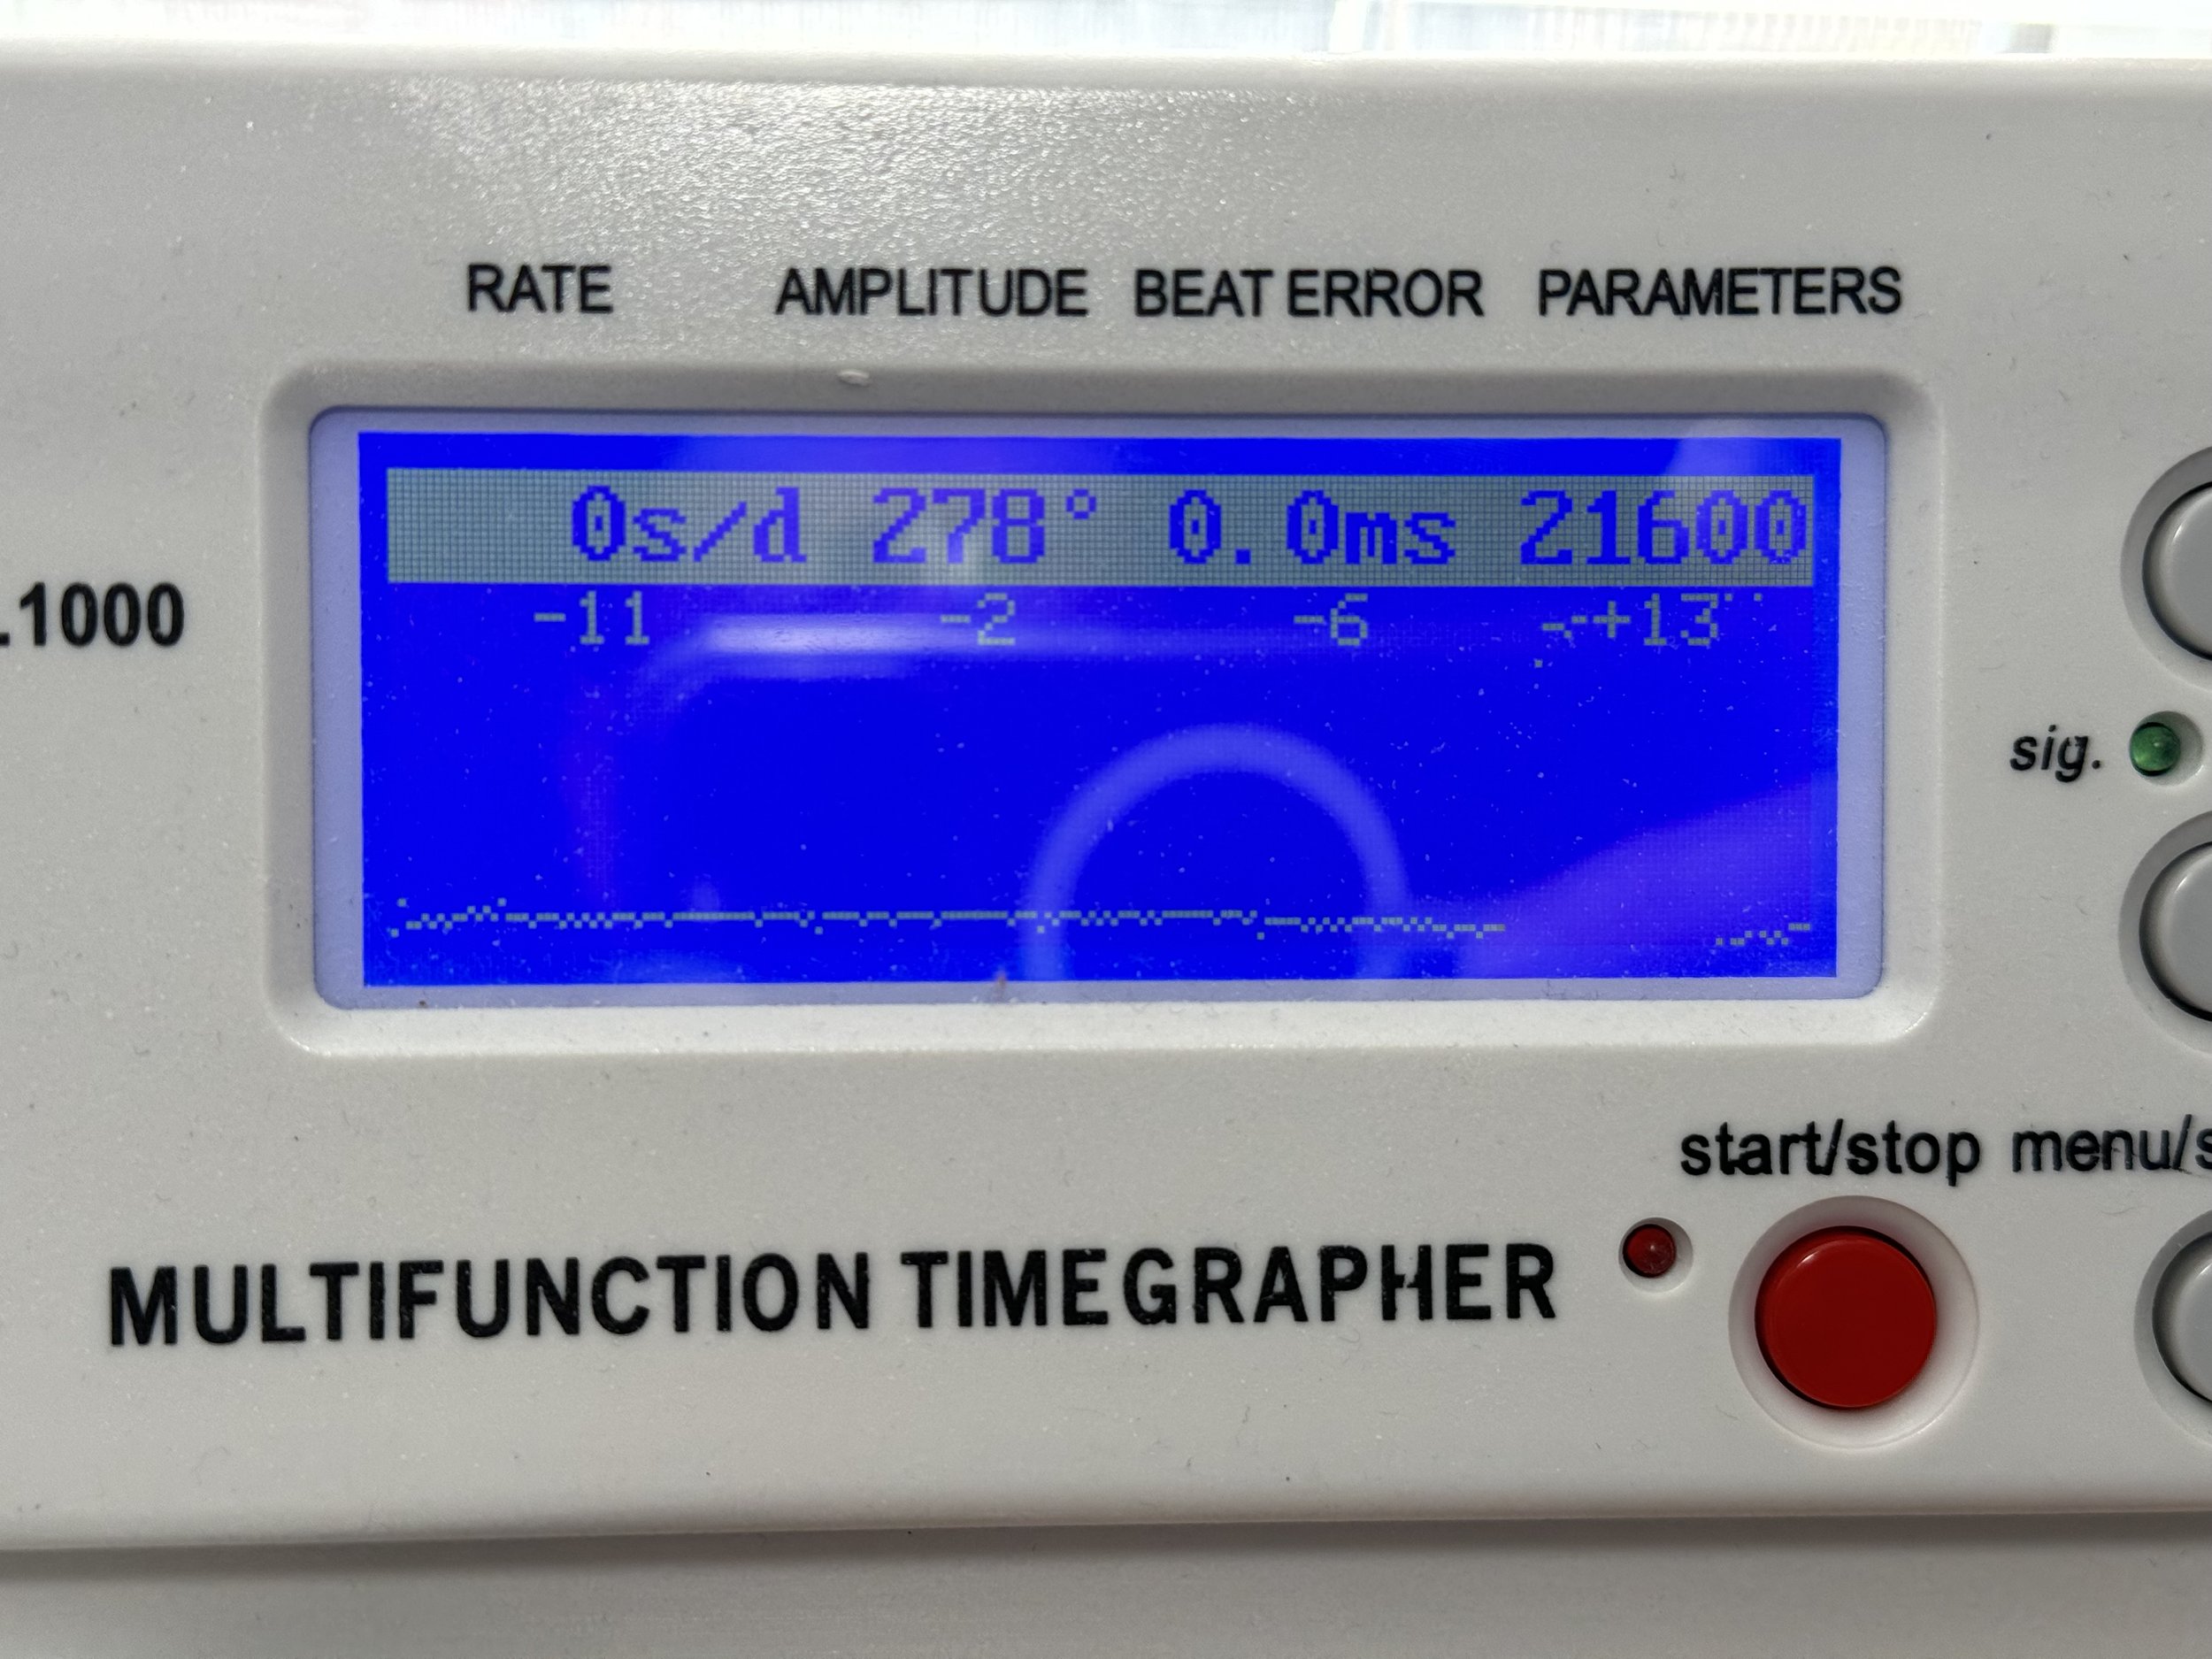 RATE AMPLITUDE BEAT ERROR PARAMETERS
0s/d 278° 0.0ms 21600
-11 -2 -6 +13
.1000
sig.
start/stop menu/s
MULTIFUNCTION TIMEGRAPHER